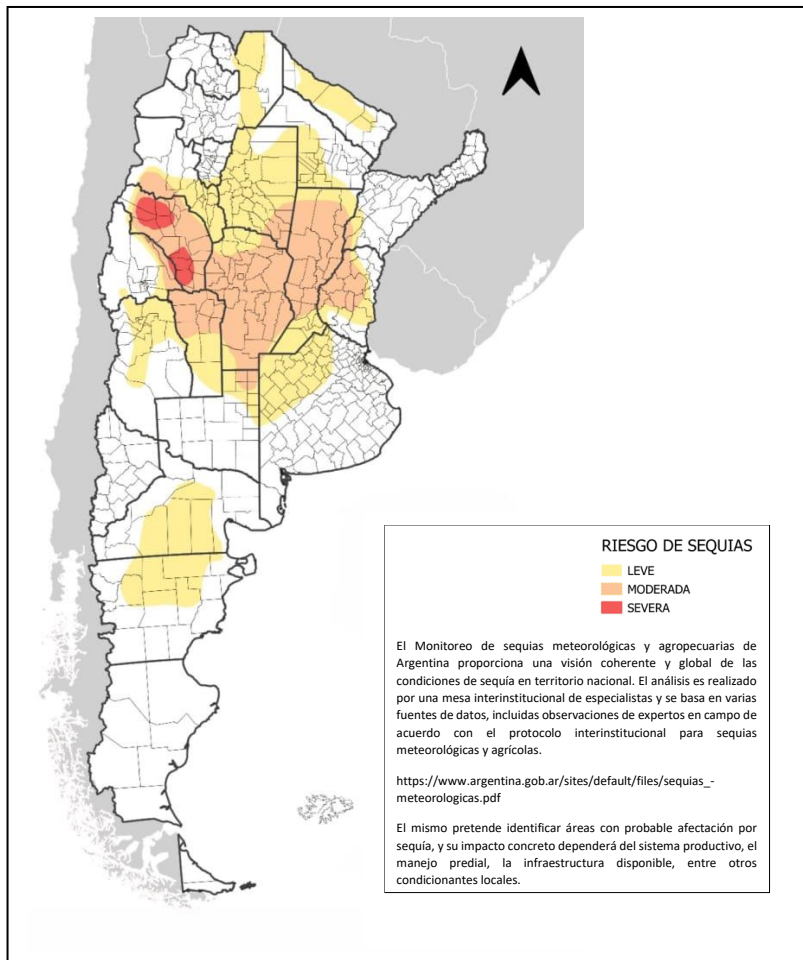 RIESGO DE SEQUIAS
LEVE
MODERADA
SEVERA
El Monitoreo de sequias meteorológicas y agropecuarias de
Argentina proporciona una visión coherente y global de las
condiciones de sequía en territorio nacional. El análisis es realizado
por una mesa interinstitucional de especialistas y se basa en varias
fuentes de datos, incluidas observaciones de expertos en campo de
acuerdo con el protocolo interinstitucional para sequias
meteorológicas y agrícolas.
https://www.argentina.gob.ar/sites/default/files/sequias_-
meteorologicas.pdf
El mismo pretende identificar áreas con probable afectación por
sequía, y su impacto concreto dependerá del sistema productivo, el
manejo predial, la infraestructura disponible, entre otros
condicionantes locales.